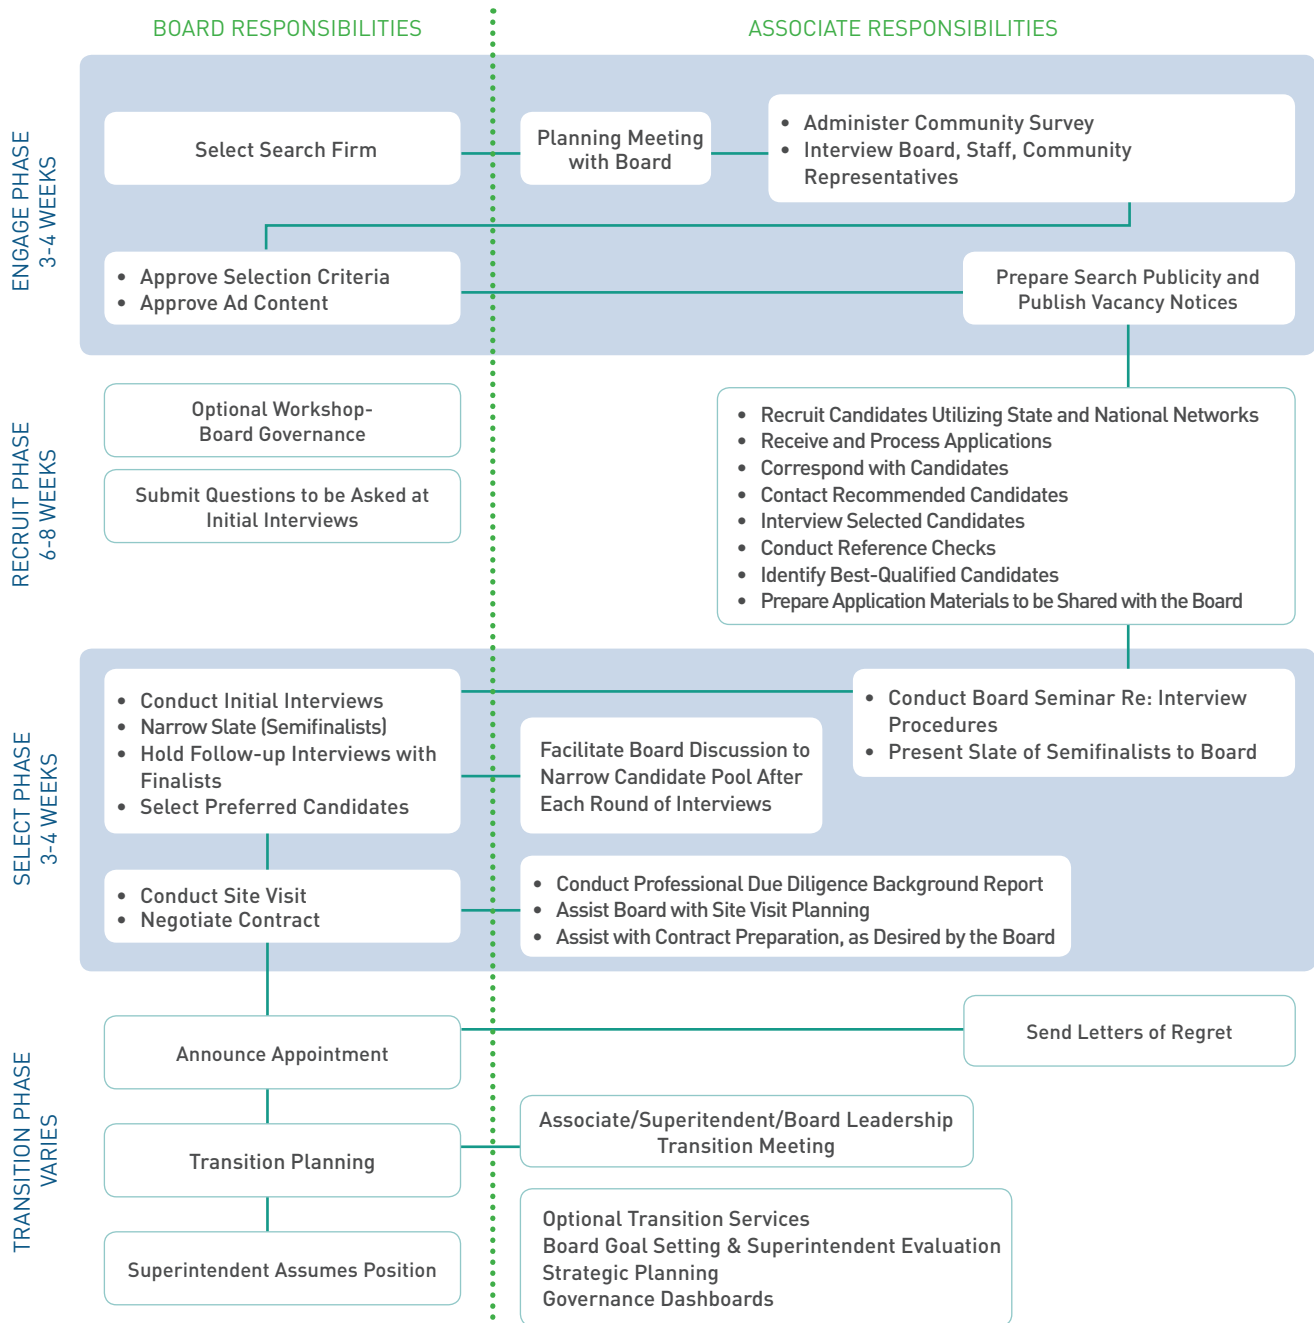 BOARD RESPONSIBILITIES
ASSOCIATE RESPONSIBILITIES
ENGAGE PHASE
3-4 WEEKS
Select Search Firm
Planning Meeting
with Board
• Administer Community Survey
• Interview Board, Staff, Community
Representatives
• Approve Selection Criteria
• Approve Ad Content
Prepare Search Publicity and
Publish Vacancy Notices
RECRUIT PHASE
6-8 WEEKS
Optional Workshop-
Board Governance
Submit Questions to be Asked at
Initial Interviews
• Recruit Candidates Utilizing State and National Networks
• Receive and Process Applications
• Correspond with Candidates
• Contact Recommended Candidates
• Interview Selected Candidates
• Conduct Reference Checks
• Identify Best-Qualified Candidates
• Prepare Application Materials to be Shared with the Board
SELECT PHASE
3-4 WEEKS
• Conduct Initial Interviews
• Narrow Slate (Semifinalists)
• Hold Follow-up Interviews with
Finalists
• Select Preferred Candidates
Facilitate Board Discussion to
Narrow Candidate Pool After
Each Round of Interviews
• Conduct Board Seminar Re: Interview
Procedures
• Present Slate of Semifinalists to Board
• Conduct Site Visit
• Negotiate Contract
• Conduct Professional Due Diligence Background Report
• Assist Board with Site Visit Planning
• Assist with Contract Preparation, as Desired by the Board
TRANSITION PHASE
VARIES
Announce Appointment
Send Letters of Regret
Transition Planning
Associate/Superitendent/Board Leadership
Transition Meeting
Superintendent Assumes Position
Optional Transition Services
Board Goal Setting & Superintendent Evaluation
Strategic Planning
Governance Dashboards